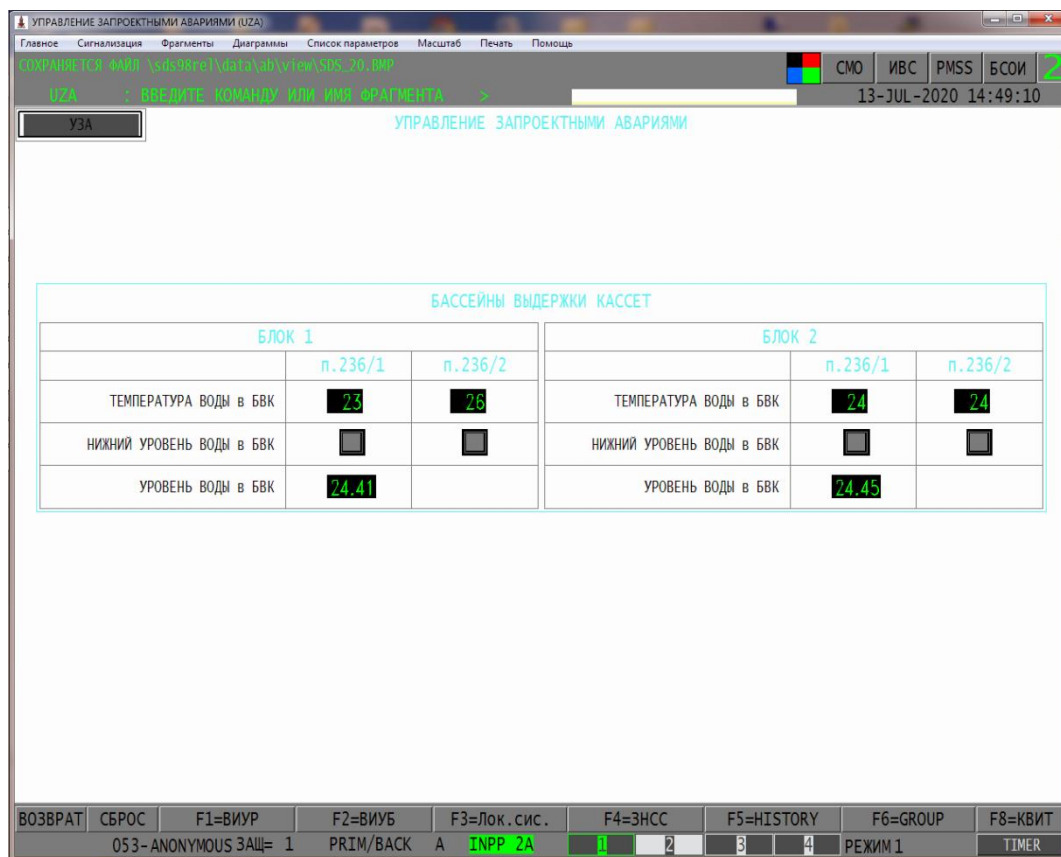 УПРАВЛЕНИЕ ЗАПРОЕКТНЫМИ АВАРИЯМИ (UZA)
Главное Сигнализация Фрагменты Диаграммы Список параметров Масштаб Печать Помощь
СОХРАНЯЕТСЯ ФАЙЛ \sds98rel\data\ab\view\SDS_20.BMP
СМО ИВС PMSS БСОИ 2
UZA : ВВЕДИТЕ КОМАНДУ ИЛИ ИМЯ ФРАГМЕНТА >
13-JUL-2020 14:49:10
УЗА
УПРАВЛЕНИЕ ЗАПРОЕКТНЫМИ АВАРИЯМИ
БАССЕЙНЫ ВЫДЕРЖКИ КАССЕТ
БЛОК 1 БЛОК 2
п.236/1 п.236/2 п.236/1 п.236/2
ТЕМПЕРАТУРА ВОДЫ в БВК 23 26 ТЕМПЕРАТУРА ВОДЫ в БВК 24 24
НИЖНИЙ УРОВЕНЬ ВОДЫ в БВК НИЖНИЙ УРОВЕНЬ ВОДЫ в БВК
УРОВЕНЬ ВОДЫ в БВК 24.41 УРОВЕНЬ ВОДЫ в БВК 24.45
ВОЗВРАТ СБРОС F1=ВИУР F2=ВИУБ F3=Лок.сис. F4=ЗНСС F5=HISTORY F6=GROUP F8=КВИТ
053-ANONYMOUS ЗАЩ= 1 PRIM/BACK A INPP 2A 1 2 3 4 РЕЖИМ 1 TIMER